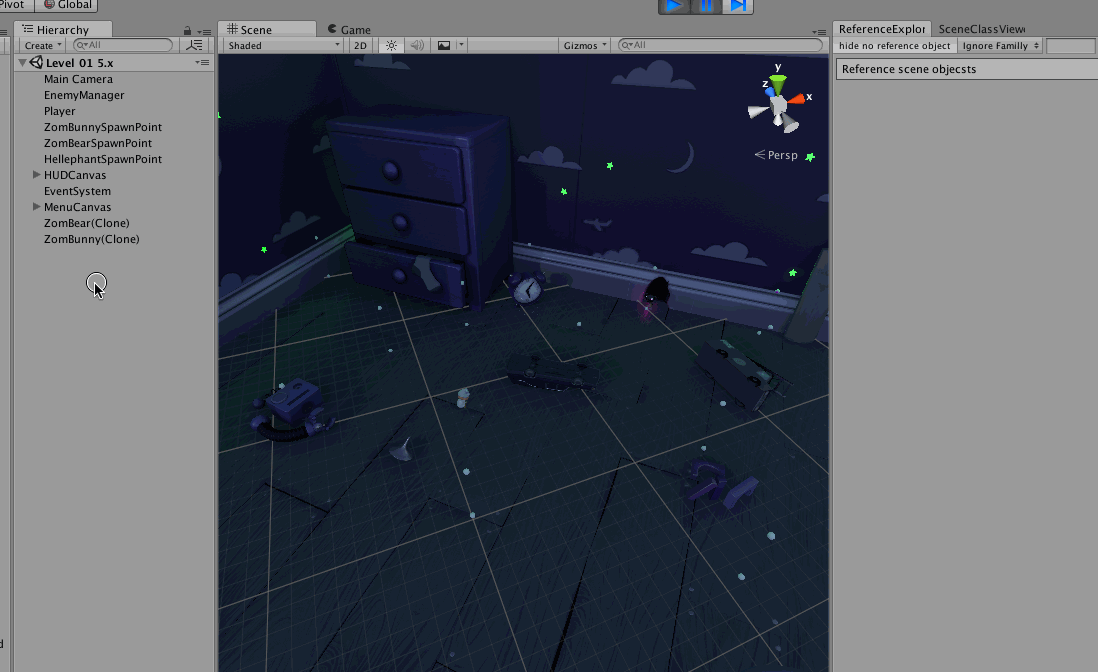 Pivot
Global
Hierarchy
Create
All
Level 01 5.x
Main Camera
EnemyManager
Player
ZomBunnySpawnPoint
ZomBearSpawnPoint
HellephantSpawnPoint
HUDCanvas
EventSystem
MenuCanvas
ZomBear(Clone)
ZomBunny(Clone)
Scene
Game
Shaded
2D
Gizmos
All
y
z
x
Persp
ReferenceExplor
SceneClassView
hide no reference object
Ignore Familly
Reference scene objecsts